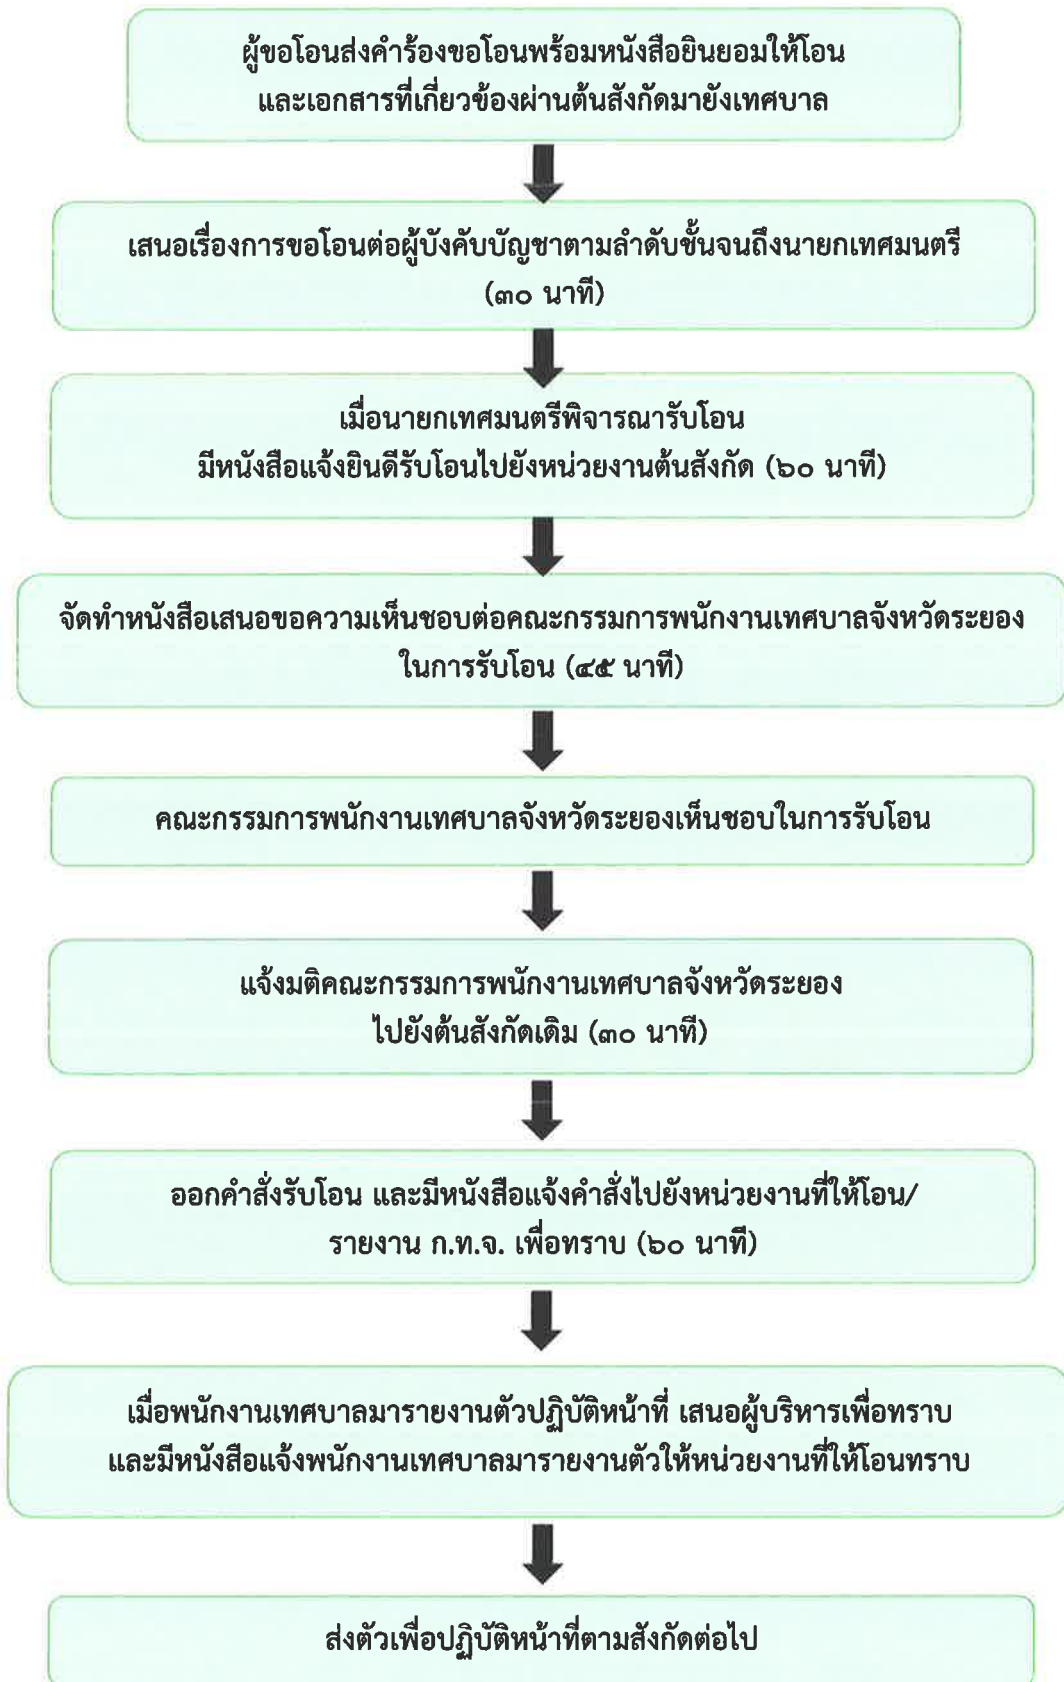 ผู้ขอโอนส่งคำร้องขอโอนพร้อมหนังสือยินยอมให้โอน
และเอกสารที่เกี่ยวข้องผ่านต้นสังกัดมายังเทศบาล
เสนอเรื่องการขอโอนต่อผู้บังคับบัญชาตามลำดับชั้นจนถึงนายกเทศมนตรี
(๓๐ นาที)
เมื่อนายกเทศมนตรีพิจารณารับโอน
มีหนังสือแจ้งยินดีรับโอนไปยังหน่วยงานต้นสังกัด (๖๐ นาที)
จัดทำหนังสือเสนอขอความเห็นชอบต่อคณะกรรมการพนักงานเทศบาลจังหวัดระยอง
ในการรับโอน (๔๕ นาที)
คณะกรรมการพนักงานเทศบาลจังหวัดระยองเห็นชอบในการรับโอน
แจ้งมติคณะกรรมการพนักงานเทศบาลจังหวัดระยอง
ไปยังต้นสังกัดเดิม (๓๐ นาที)
ออกคำสั่งรับโอน และมีหนังสือแจ้งคำสั่งไปยังหน่วยงานที่ให้โอน/
รายงาน ก.ท.จ. เพื่อทราบ (๖๐ นาที)
เมื่อพนักงานเทศบาลมารายงานตัวปฏิบัติหน้าที่ เสนอผู้บริหารเพื่อทราบ
และมีหนังสือแจ้งพนักงานเทศบาลมารายงานตัวให้หน่วยงานที่ให้โอนทราบ
ส่งตัวเพื่อปฏิบัติหน้าที่ตามสังกัดต่อไป